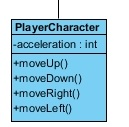 PlayerCharacter
-acceleration : int
+moveUp()
+moveDown()
+moveRight()
+moveLeft()